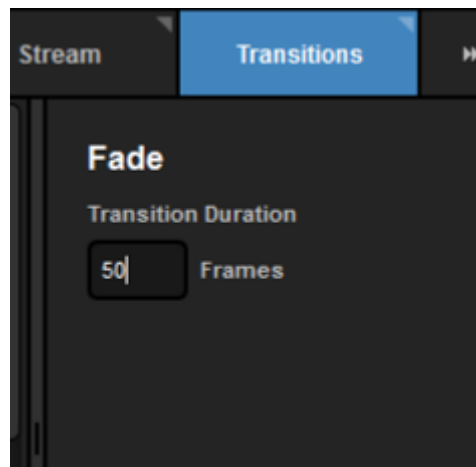 Stream
Transitions
Fade
Transition Duration
50
Frames